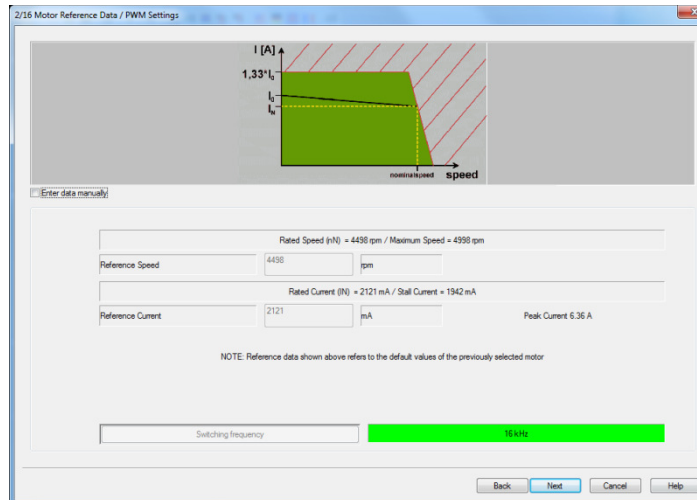 2/16 Motor Reference Data / PWM Settings
I [A]
1,33*I0
I0
IN
nominalspeed speed
Enter data manually
Rated Speed (nN) = 4498 rpm / Maximum Speed = 4998 rpm
Reference Speed 4498 rpm
Rated Current (IN) = 2121 mA / Stall Current = 1942 mA
Reference Current 2121 mA Peak Current 6.36 A
NOTE: Reference data shown above refers to the default values of the previously selected motor
Switching frequency 16 kHz
Back Next Cancel Help